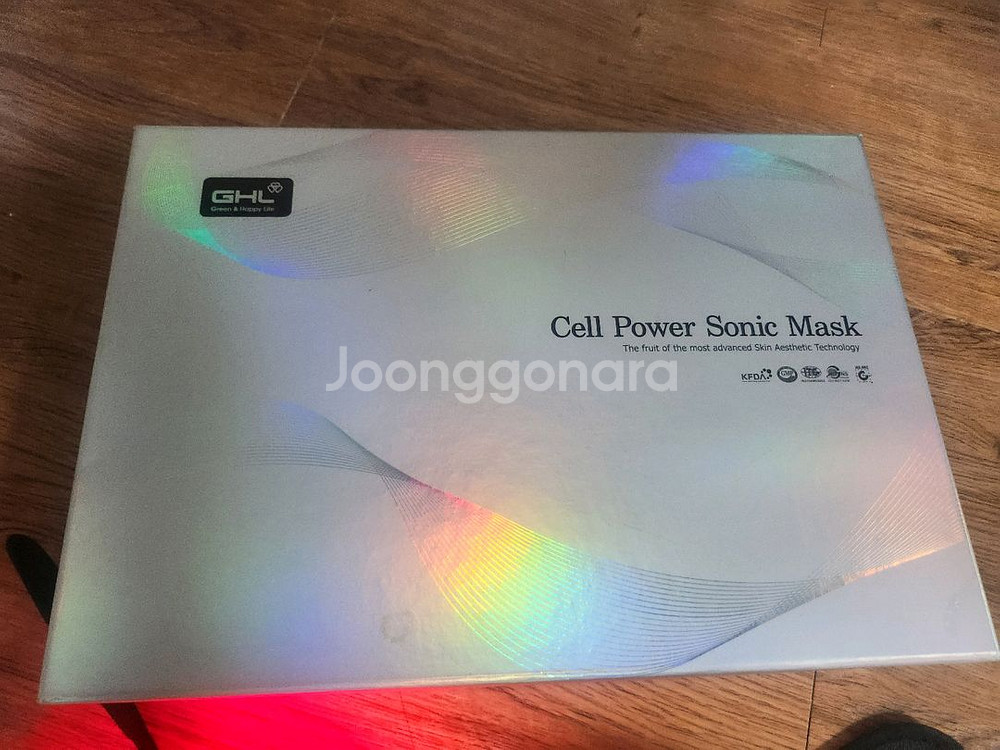 GHL
Green & Happy Life
Cell Power Sonic Mask
The fruit of the most advanced Skin Aesthetic Technology
Joonggonara
KFDA
GMP